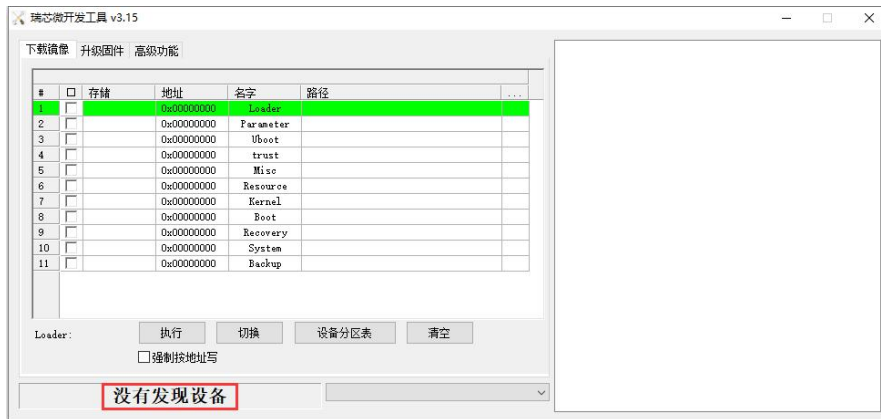 瑞芯微开发工具 v3.15
下载镜像 升级固件 高级功能
# 存储 地址 名字 路径 ...
1 0x00000000 Loader
2 0x00000000 Parameter
3 0x00000000 Uboot
4 0x00000000 trust
5 0x00000000 Misc
6 0x00000000 Resource
7 0x00000000 Kernel
8 0x00000000 Boot
9 0x00000000 Recovery
10 0x00000000 System
11 0x00000000 Backup
Loader: 执行 切换 设备分区表 清空
强制按地址写
没有发现设备